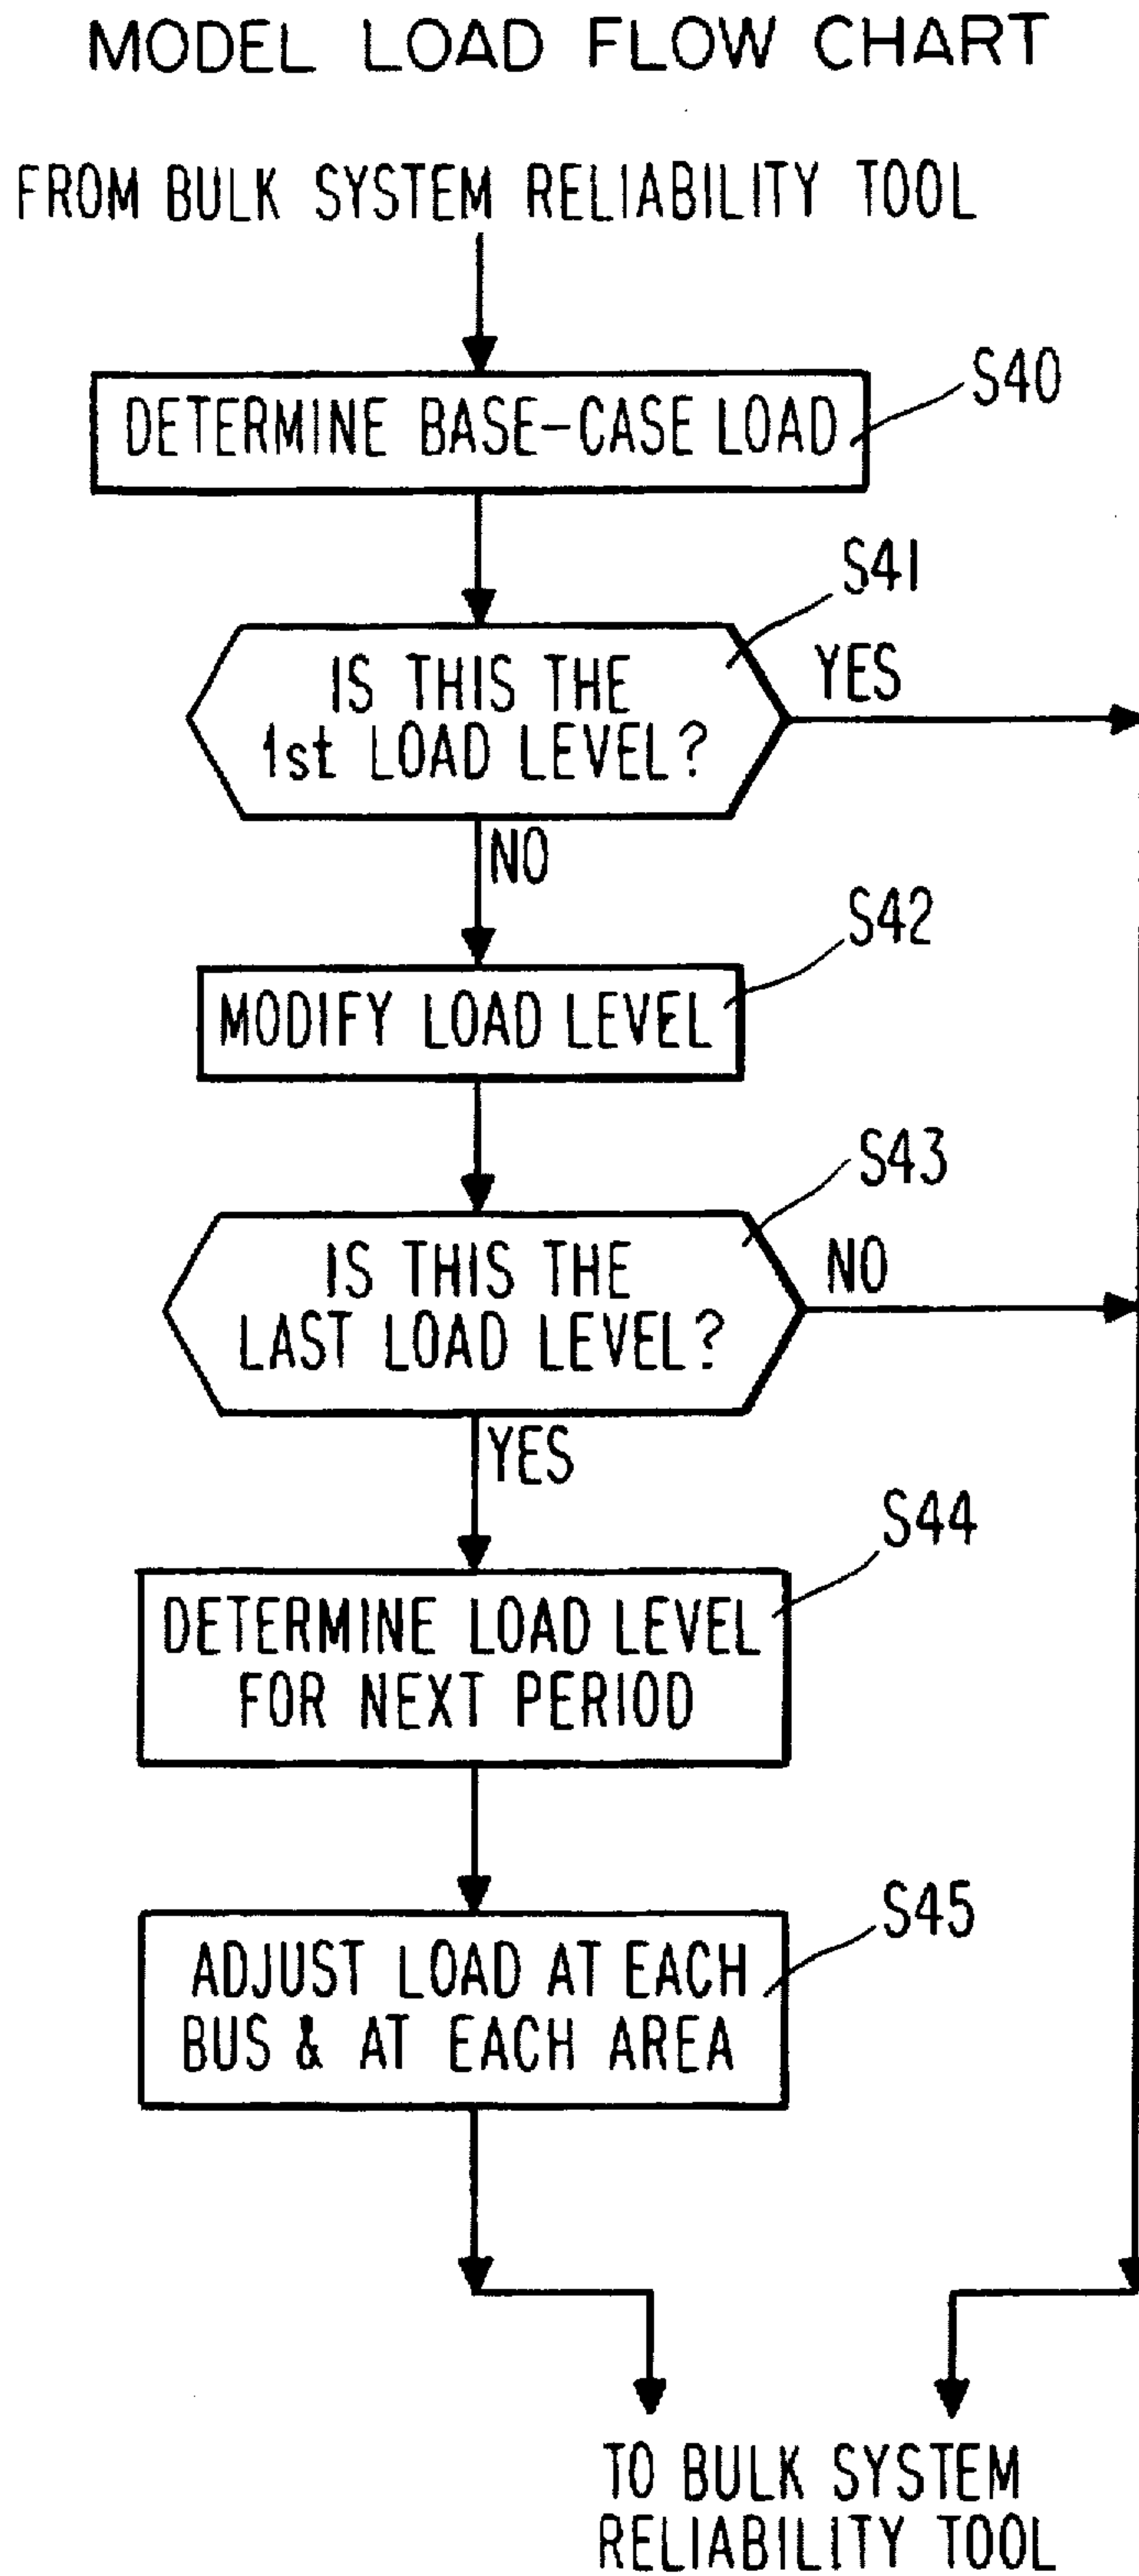 MODEL LOAD FLOW CHART
FROM BULK SYSTEM RELIABILITY TOOL
S40
DETERMINE BASE-CASE LOAD
S41
IS THIS THE
1st LOAD LEVEL?
YES
NO
S42
MODIFY LOAD LEVEL
S43
IS THIS THE
LAST LOAD LEVEL?
NO
YES
S44
DETERMINE LOAD LEVEL
FOR NEXT PERIOD
S45
ADJUST LOAD AT EACH
BUS & AT EACH AREA
TO BULK SYSTEM
RELIABILITY TOOL